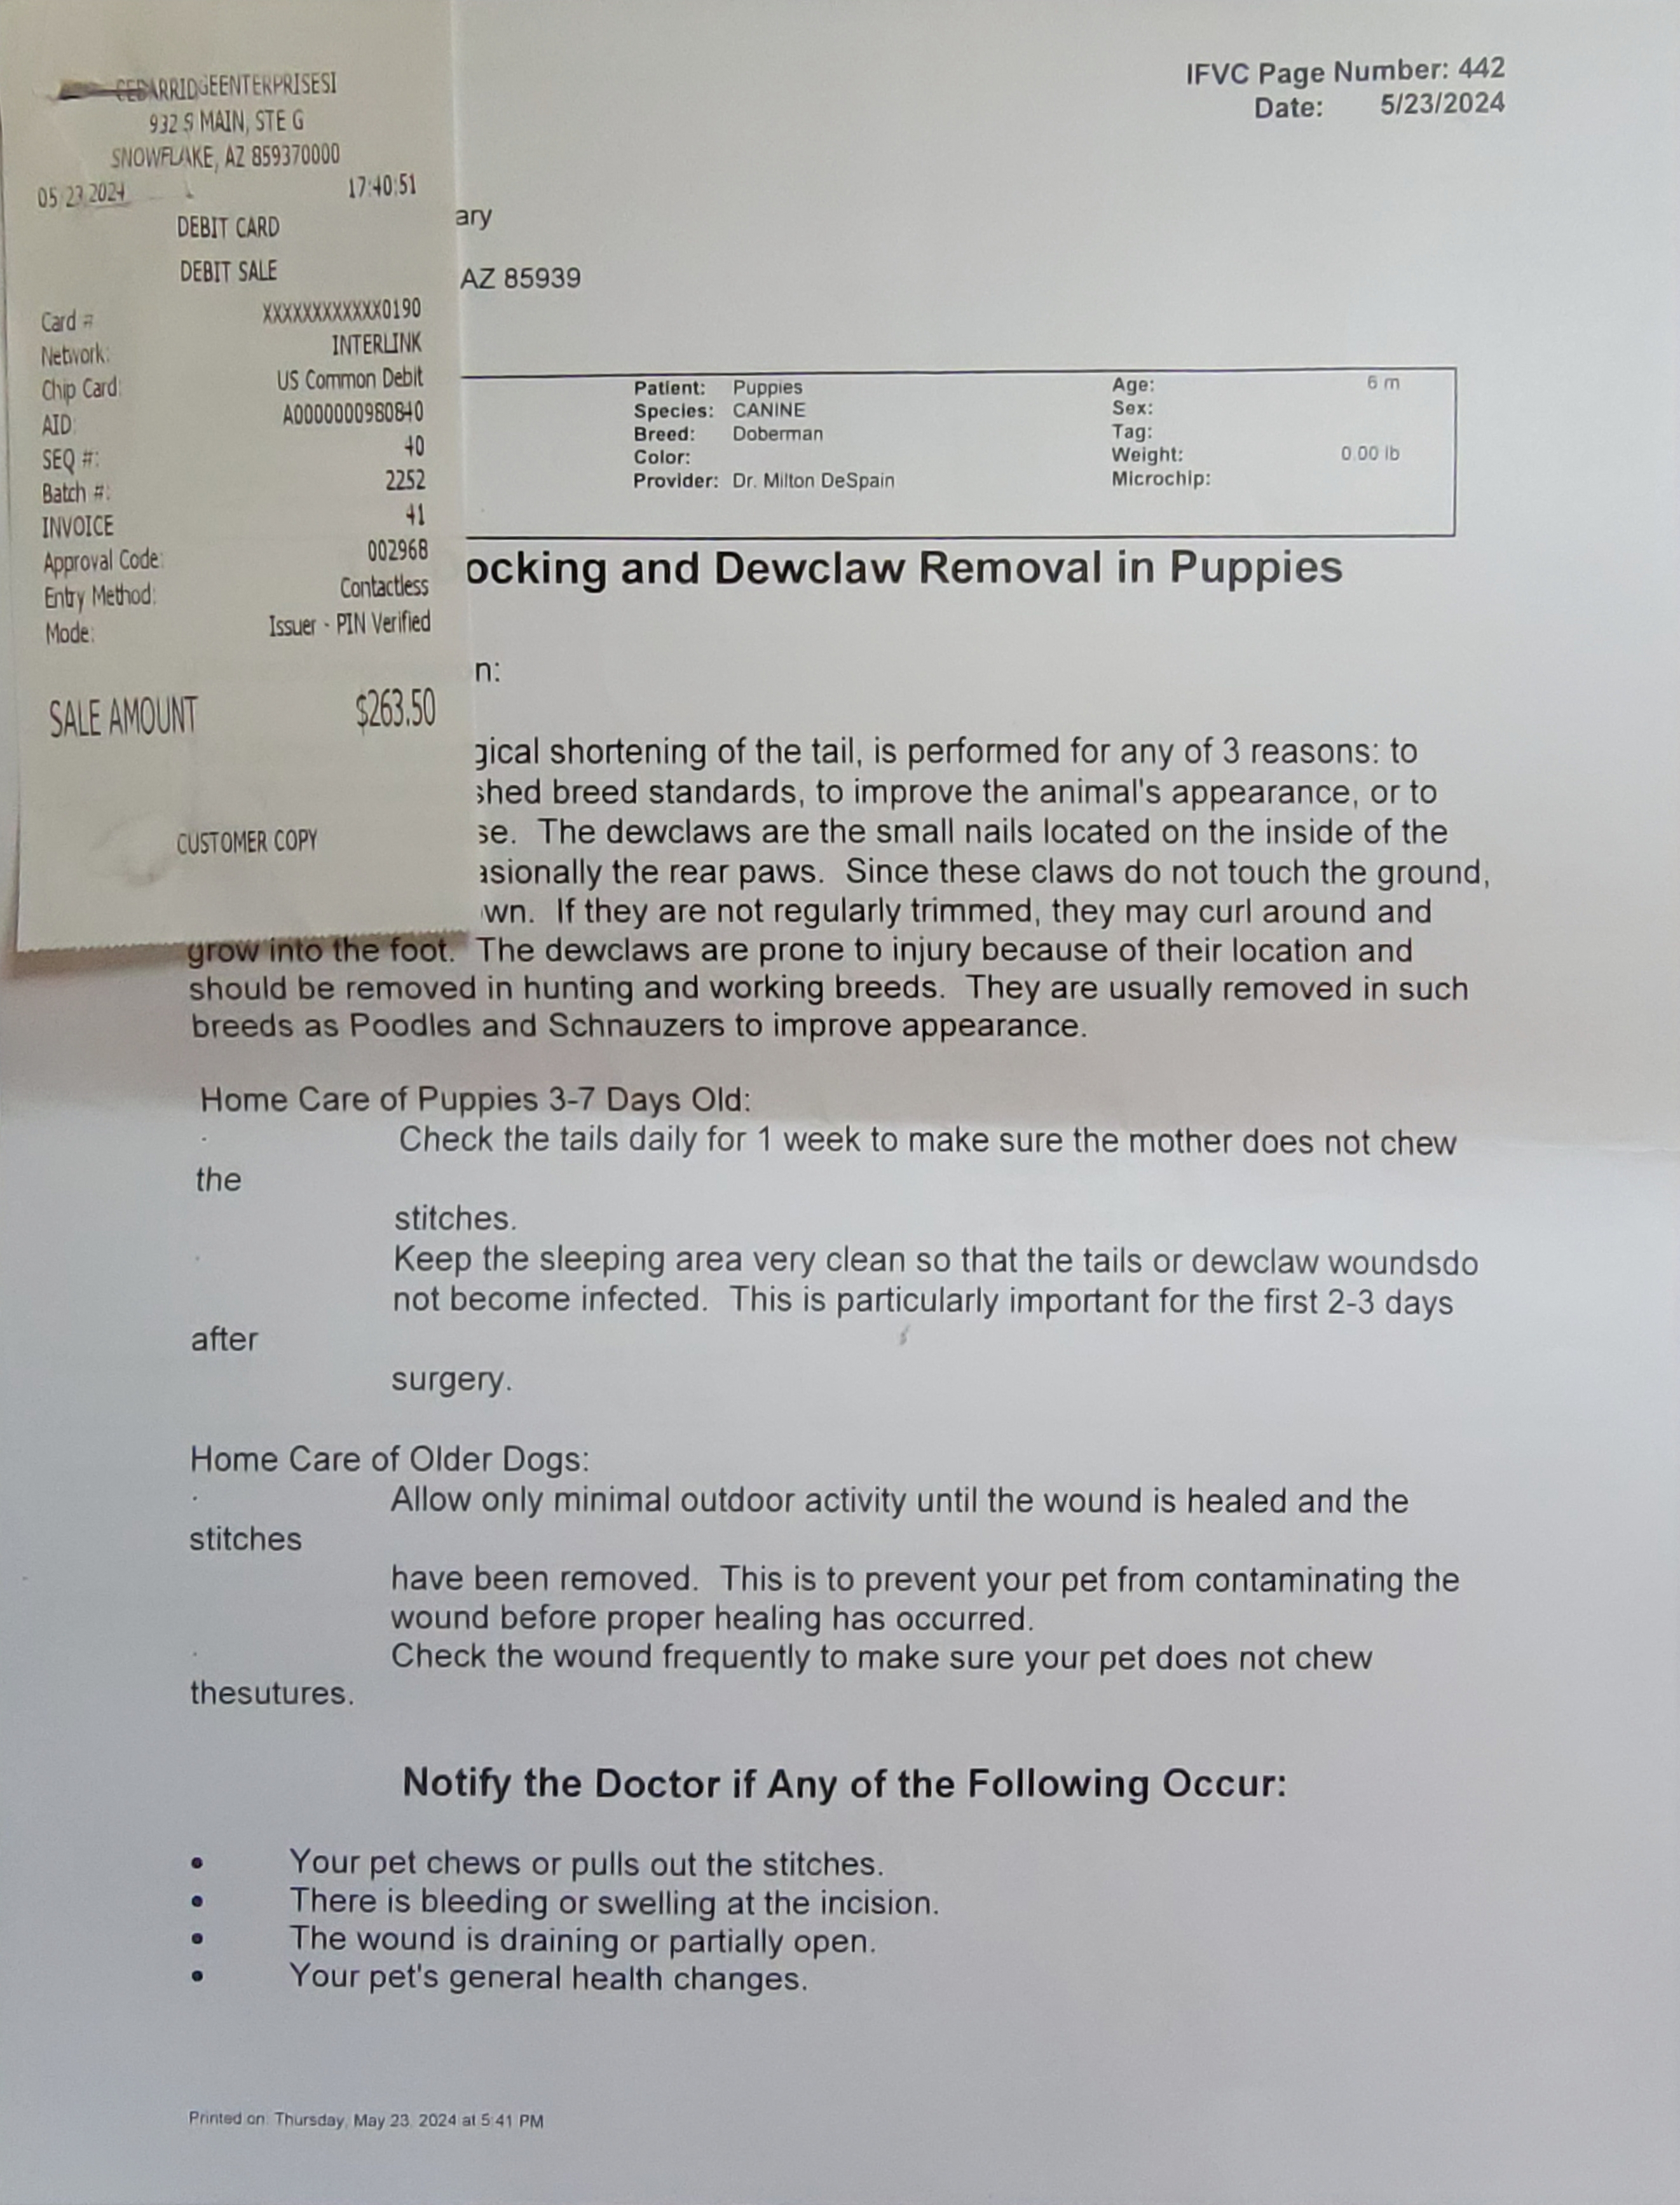 CEDARRIDGEENTERPRISESI
932 S MAIN, STE G
SNOWFLAKE, AZ 859370000
05 23 2024 17:40:51
DEBIT CARD
DEBIT SALE
Card # XXXXXXXXXXXX0190
Network: INTERLINK
Chip Card: US Common Debit
AID: A0000000980840
SEQ #: 40
Batch #: 2252
INVOICE 41
Approval Code: 002968
Entry Method: Contactless
Mode: Issuer - PIN Verified
SALE AMOUNT $263.50
CUSTOMER COPY
IFVC Page Number: 442
Date: 5/23/2024
ary
AZ 85939
Patient: Puppies Age: 6 m
Species: CANINE Sex:
Breed: Doberman Tag:
Color: Weight: 0.00 lb
Provider: Dr. Milton DeSpain Microchip:
ocking and Dewclaw Removal in Puppies
n:
gical shortening of the tail, is performed for any of 3 reasons: to
shed breed standards, to improve the animal's appearance, or to
se. The dewclaws are the small nails located on the inside of the
asionally the rear paws. Since these claws do not touch the ground,
wn. If they are not regularly trimmed, they may curl around and
grow into the foot. The dewclaws are prone to injury because of their location and
should be removed in hunting and working breeds. They are usually removed in such
breeds as Poodles and Schnauzers to improve appearance.
Home Care of Puppies 3-7 Days Old:
· Check the tails daily for 1 week to make sure the mother does not chew
the
stitches.
· Keep the sleeping area very clean so that the tails or dewclaw woundsdo
not become infected. This is particularly important for the first 2-3 days
after
surgery.
Home Care of Older Dogs:
· Allow only minimal outdoor activity until the wound is healed and the
stitches
have been removed. This is to prevent your pet from contaminating the
wound before proper healing has occurred.
· Check the wound frequently to make sure your pet does not chew
thesutures.
Notify the Doctor if Any of the Following Occur:
• Your pet chews or pulls out the stitches.
• There is bleeding or swelling at the incision.
• The wound is draining or partially open.
• Your pet's general health changes.
Printed on: Thursday, May 23, 2024 at 5:41 PM